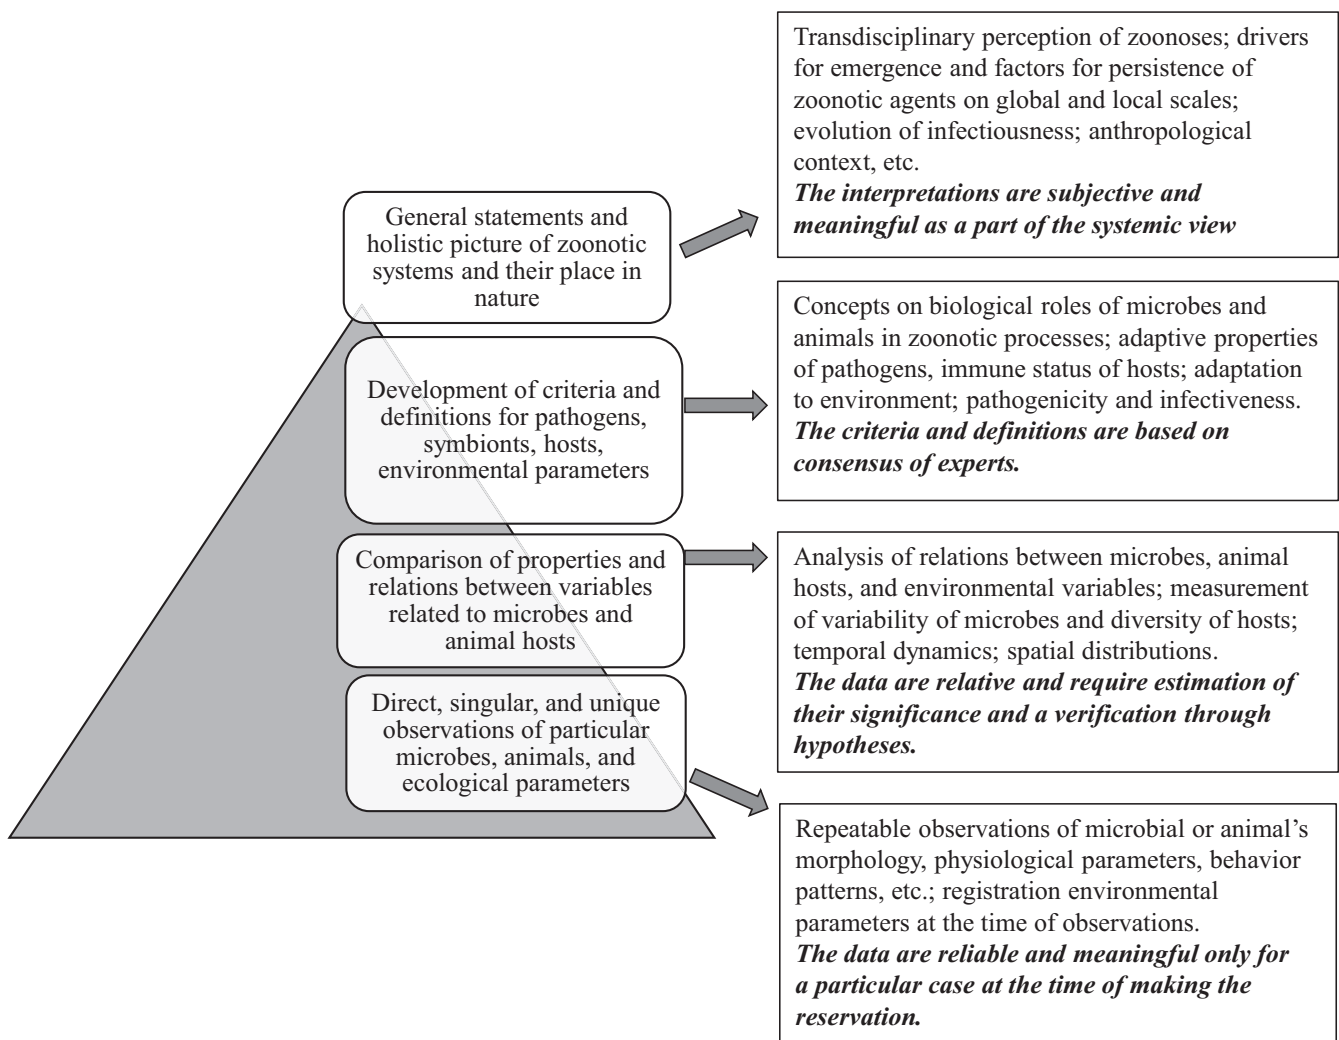 General statements and
holistic picture of zoonotic
systems and their place in
nature
Transdisciplinary perception of zoonoses; drivers
for emergence and factors for persistence of
zoonotic agents on global and local scales;
evolution of infectiousness; anthropological
context, etc.
The interpretations are subjective and
meaningful as a part of the systemic view
Development of criteria and
definitions for pathogens,
symbionts, hosts,
environmental parameters
Concepts on biological roles of microbes and
animals in zoonotic processes; adaptive properties
of pathogens, immune status of hosts; adaptation
to environment; pathogenicity and infectiveness.
The criteria and definitions are based on
consensus of experts.
Comparison of properties and
relations between variables
related to microbes and
animal hosts
Analysis of relations between microbes, animal
hosts, and environmental variables; measurement
of variability of microbes and diversity of hosts;
temporal dynamics; spatial distributions.
The data are relative and require estimation of
their significance and a verification through
hypotheses.
Direct, singular, and unique
observations of particular
microbes, animals, and
ecological parameters
Repeatable observations of microbial or animal’s
morphology, physiological parameters, behavior
patterns, etc.; registration environmental
parameters at the time of observations.
The data are reliable and meaningful only for
a particular case at the time of making the
reservation.